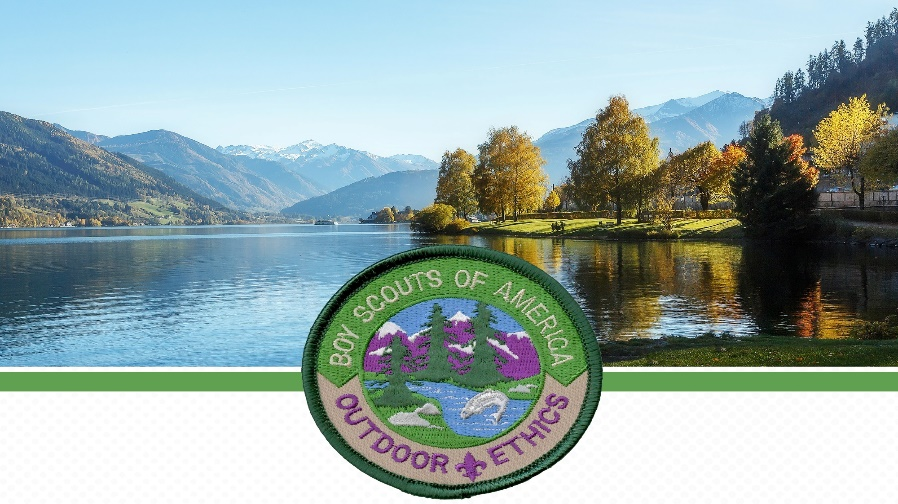 BOY SCOUTS OF AMERICA
OUTDOOR ETHICS